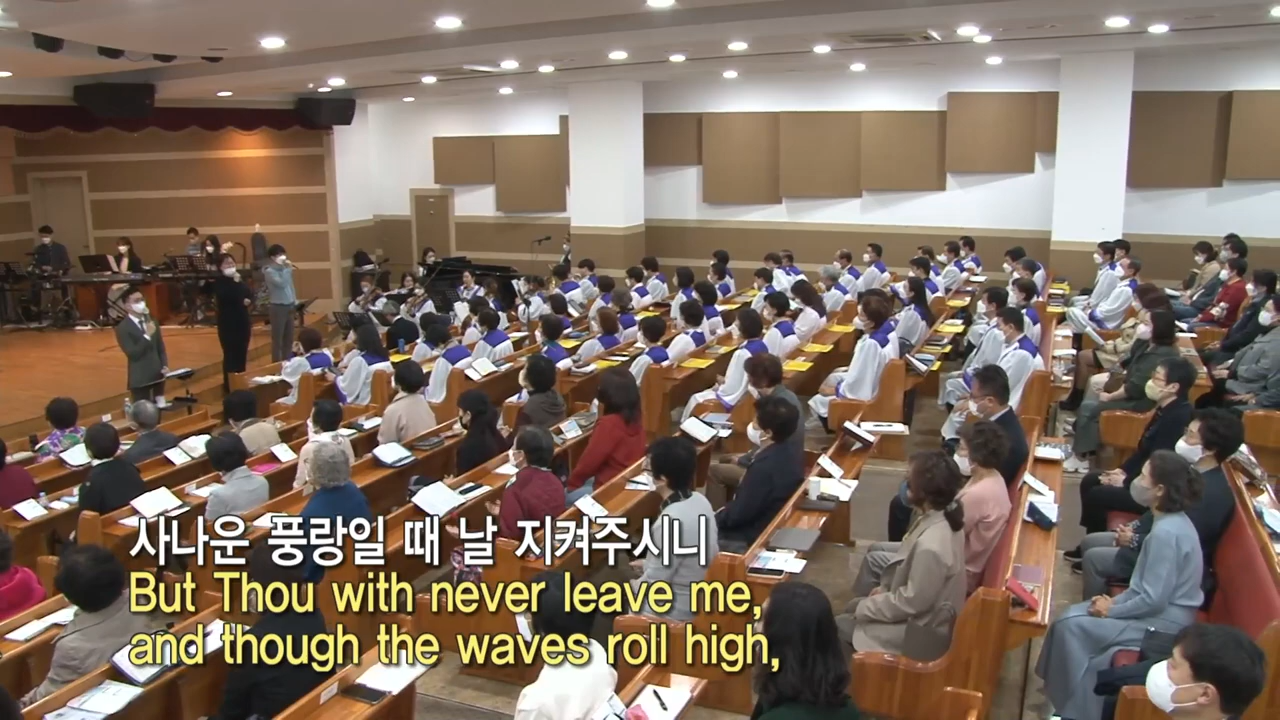 사나운 풍랑일 때 날 지켜주시니
But Thou with never leave me,
and though the waves roll high,